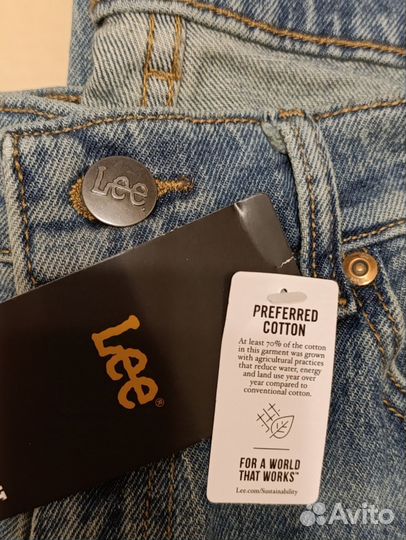 Lee
Lee®
PREFERRED
COTTON
At least 70% of the cotton
in this garment was grown
with agricultural practices
that reduce water, energy
and land use year over
year compared to
conventional cotton.
FOR A WORLD
THAT WORKS™
Lee.com/Sustainability
Avito